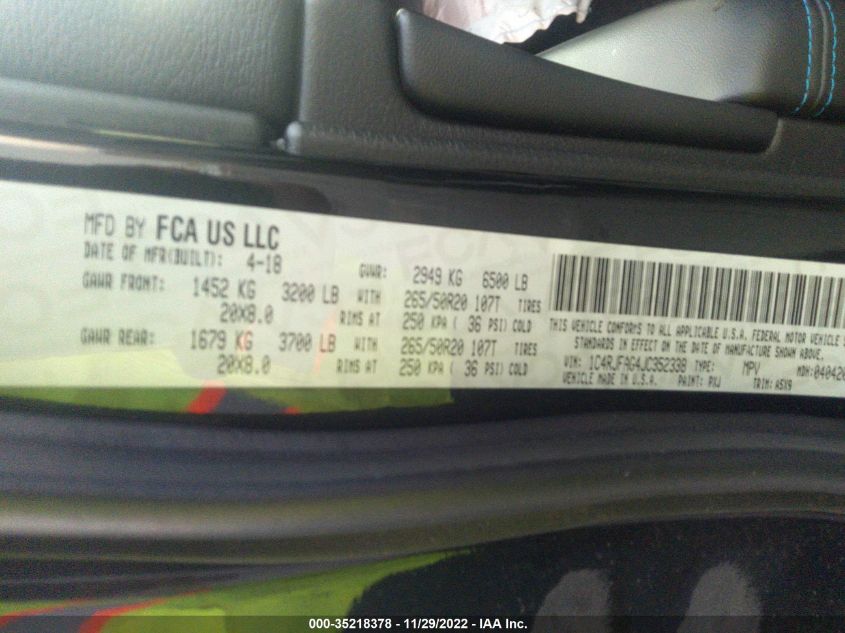 MFD BY FCA US LLC
DATE OF MFR(BUILT): 4-18 GVWR: 2949 KG 6500 LB
GAWR FRONT: 1452 KG 3200 LB WITH 265/50R20 107T TIRES
20X8.0 RIMS AT 250 KPA ( 36 PSI) COLD
GAWR REAR: 1679 KG 3700 LB WITH 265/50R20 107T TIRES
20X8.0 RIMS AT 250 KPA ( 36 PSI) COLD
THIS VEHICLE CONFORMS TO ALL APPLICABLE U.S.A. FEDERAL MOTOR VEHICLE
STANDARDS IN EFFECT ON THE DATE OF MANUFACTURE SHOWN ABOVE.
VIN: 1C4RJFAG4JC352338 TYPE: MPV MDH: 04042
VEHICLE MADE IN U.S.A. PAINT: PXJ TRIM: A5X9
000-35218378 - 11/29/2022 - IAA Inc.